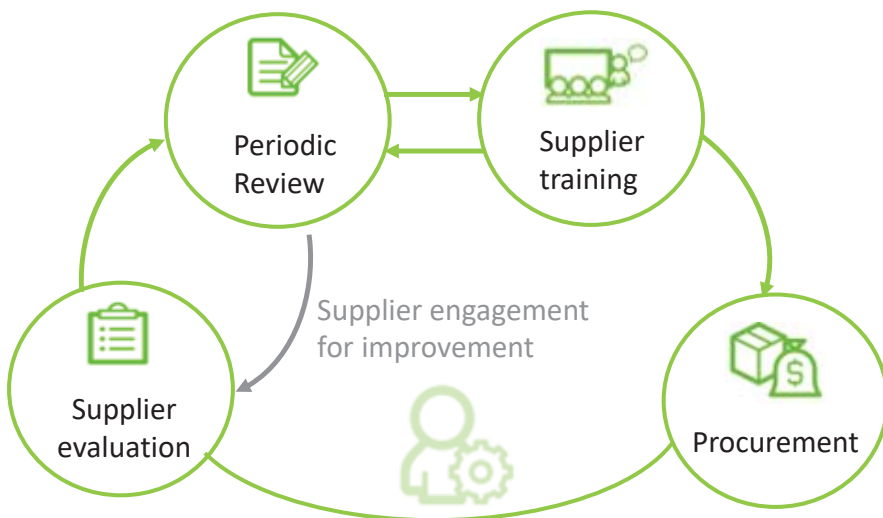 Periodic
Review
Supplier
training
Supplier engagement
for improvement
Supplier
evaluation
Procurement
$